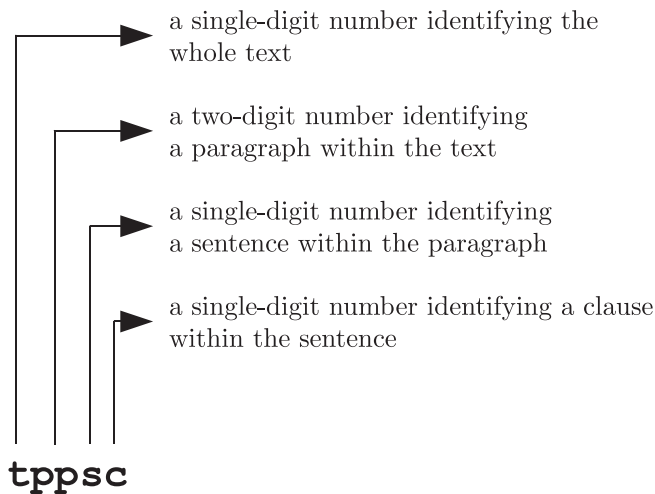 a single-digit number identifying the
whole text
a two-digit number identifying
a paragraph within the text
a single-digit number identifying
a sentence within the paragraph
a single-digit number identifying a clause
within the sentence
tppsc